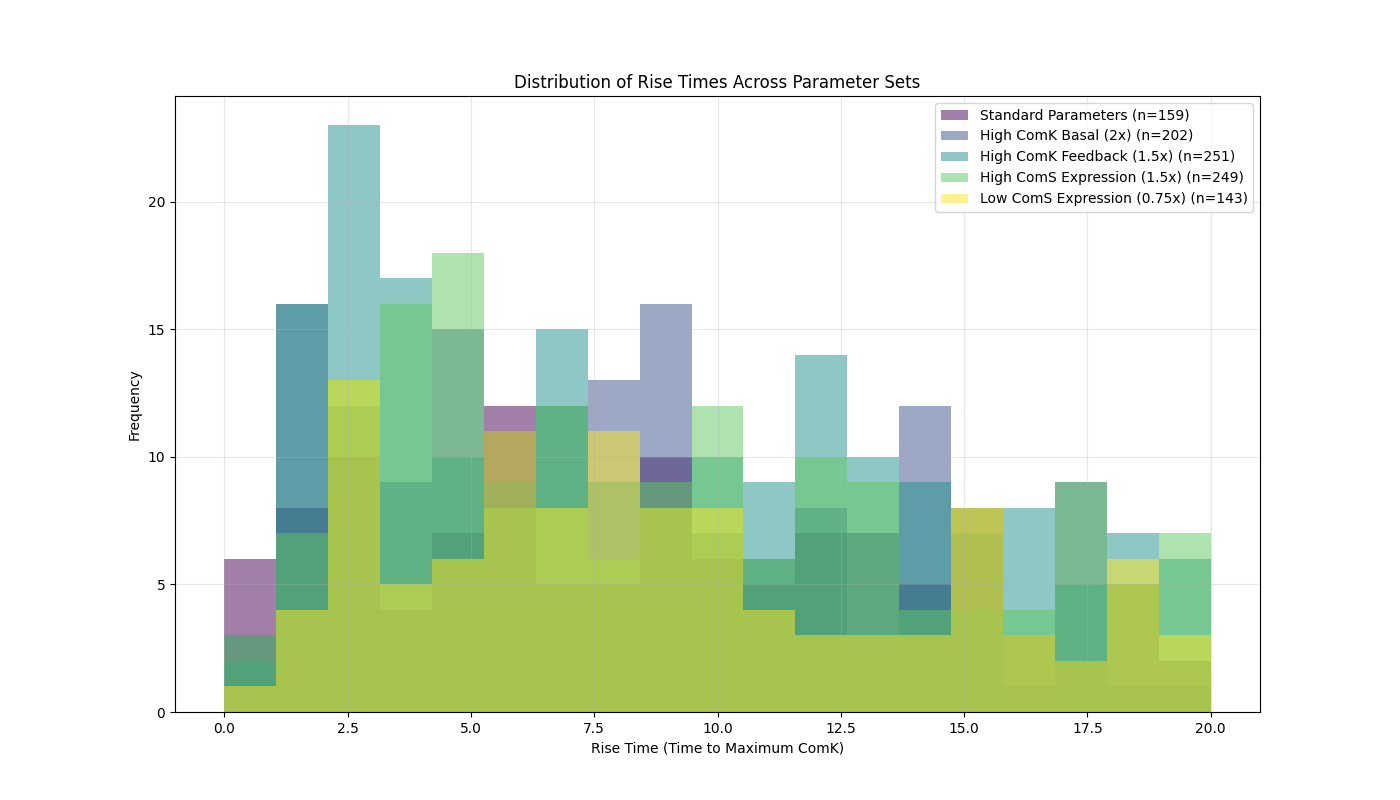 Distribution of Rise Times Across Parameter Sets
Standard Parameters (n=159)
High ComK Basal (2x) (n=202)
High ComK Feedback (1.5x) (n=251)
High ComS Expression (1.5x) (n=249)
Low ComS Expression (0.75x) (n=143)
Frequency
20
15
10
5
0
0.0 2.5 5.0 7.5 10.0 12.5 15.0 17.5 20.0
Rise Time (Time to Maximum ComK)